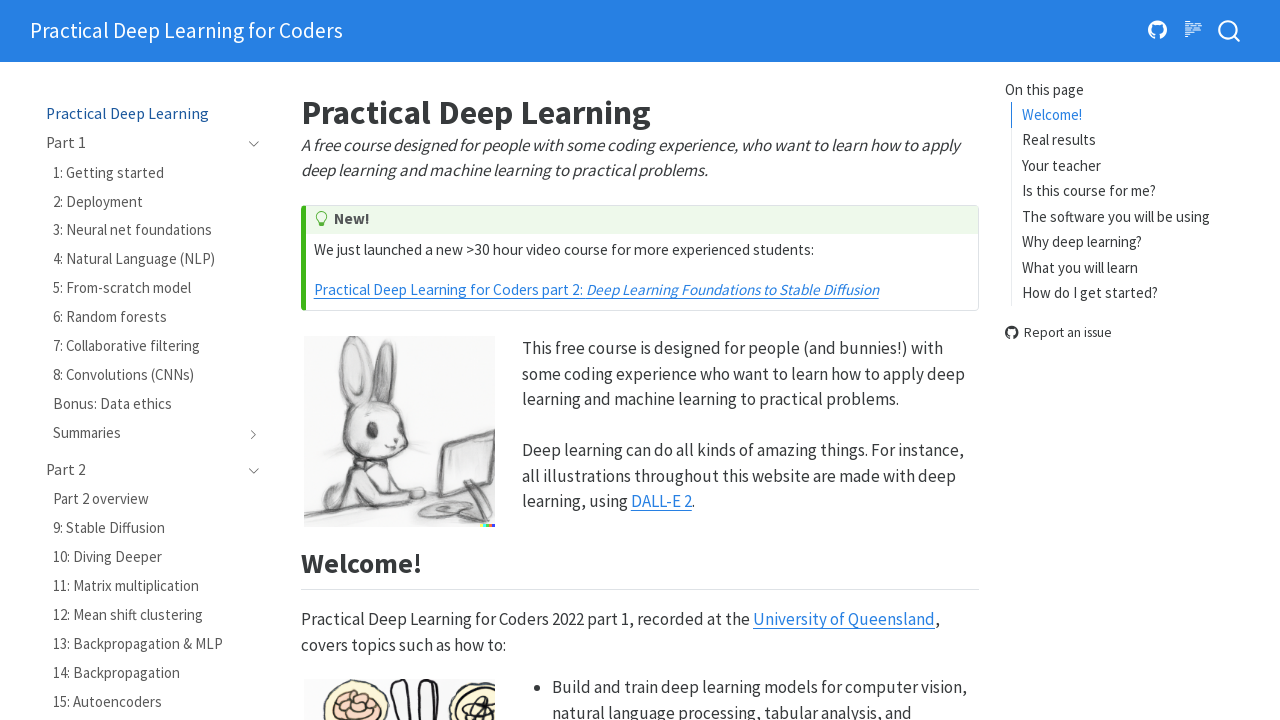 Practical Deep Learning for Coders
Practical Deep Learning
Part 1
1: Getting started
2: Deployment
3: Neural net foundations
4: Natural Language (NLP)
5: From-scratch model
6: Random forests
7: Collaborative filtering
8: Convolutions (CNNs)
Bonus: Data ethics
Summaries
Part 2
Part 2 overview
9: Stable Diffusion
10: Diving Deeper
11: Matrix multiplication
12: Mean shift clustering
13: Backpropagation & MLP
14: Backpropagation
15: Autoencoders
Practical Deep Learning
A free course designed for people with some coding experience, who want to learn how to apply
deep learning and machine learning to practical problems.
New!
We just launched a new >30 hour video course for more experienced students:
Practical Deep Learning for Coders part 2: Deep Learning Foundations to Stable Diffusion
This free course is designed for people (and bunnies!) with
some coding experience who want to learn how to apply deep
learning and machine learning to practical problems.
Deep learning can do all kinds of amazing things. For instance,
all illustrations throughout this website are made with deep
learning, using DALL-E 2.
Welcome!
Practical Deep Learning for Coders 2022 part 1, recorded at the University of Queensland,
covers topics such as how to:
• Build and train deep learning models for computer vision,
natural language processing, tabular analysis, and
On this page
Welcome!
Real results
Your teacher
Is this course for me?
The software you will be using
Why deep learning?
What you will learn
How do I get started?
Report an issue